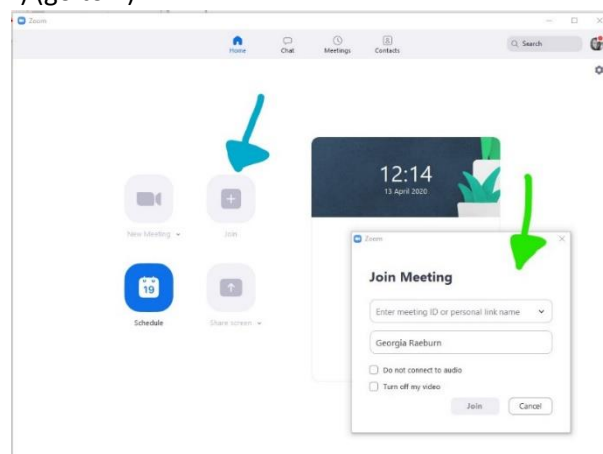 Zoom
Home
Chat
Meetings
Contacts
Search
12:14
13 April 2020
New Meeting
Join
19
Schedule
Share screen
Zoom
Join Meeting
Enter meeting ID or personal link name
Georgia Raeburn
Do not connect to audio
Turn off my video
Join
Cancel